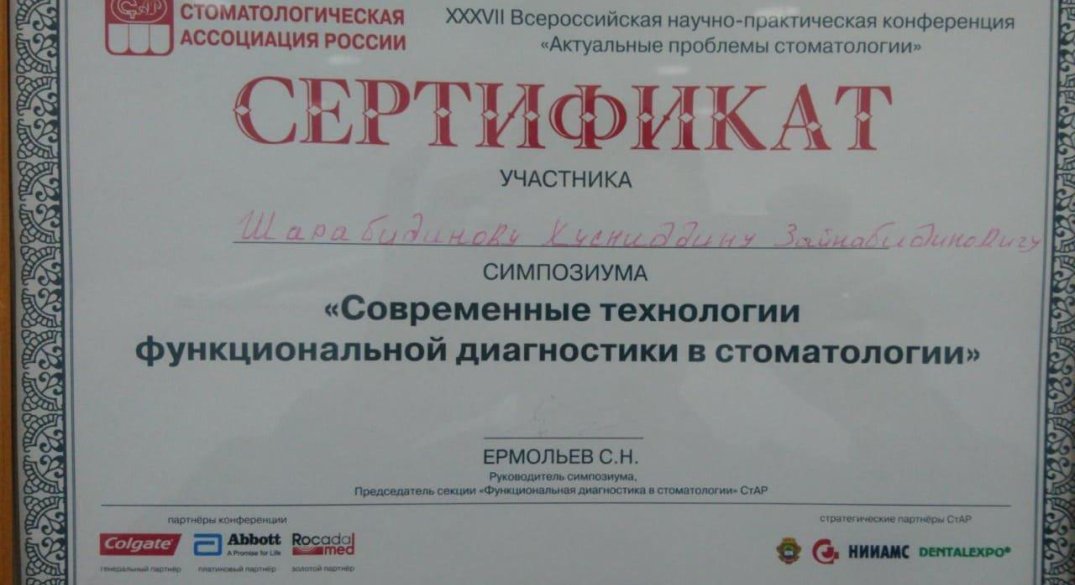 СТОМАТОЛОГИЧЕСКАЯ
АССОЦИАЦИЯ РОССИИ
XXXVII Всероссийская научно-практическая конференция
«Актуальные проблемы стоматологии»
СЕРТИФИКАТ
УЧАСТНИКА
Шарабудинову Хусниддину Зайнабидиновичу
СИМПОЗИУМА
«Современные технологии
функциональной диагностики в стоматологии»
ЕРМОЛЬЕВ С.Н.
Руководитель симпозиума,
Председатель секции «Функциональная диагностика в стоматологии» СтАР
партнёры конференции
стратегические партнёры СтАР
Colgate® Abbott Rocada med
A Promise for Life
НИИАМС DENTALEXPO®
генеральный партнёр платиновый партнёр золотой партнёр